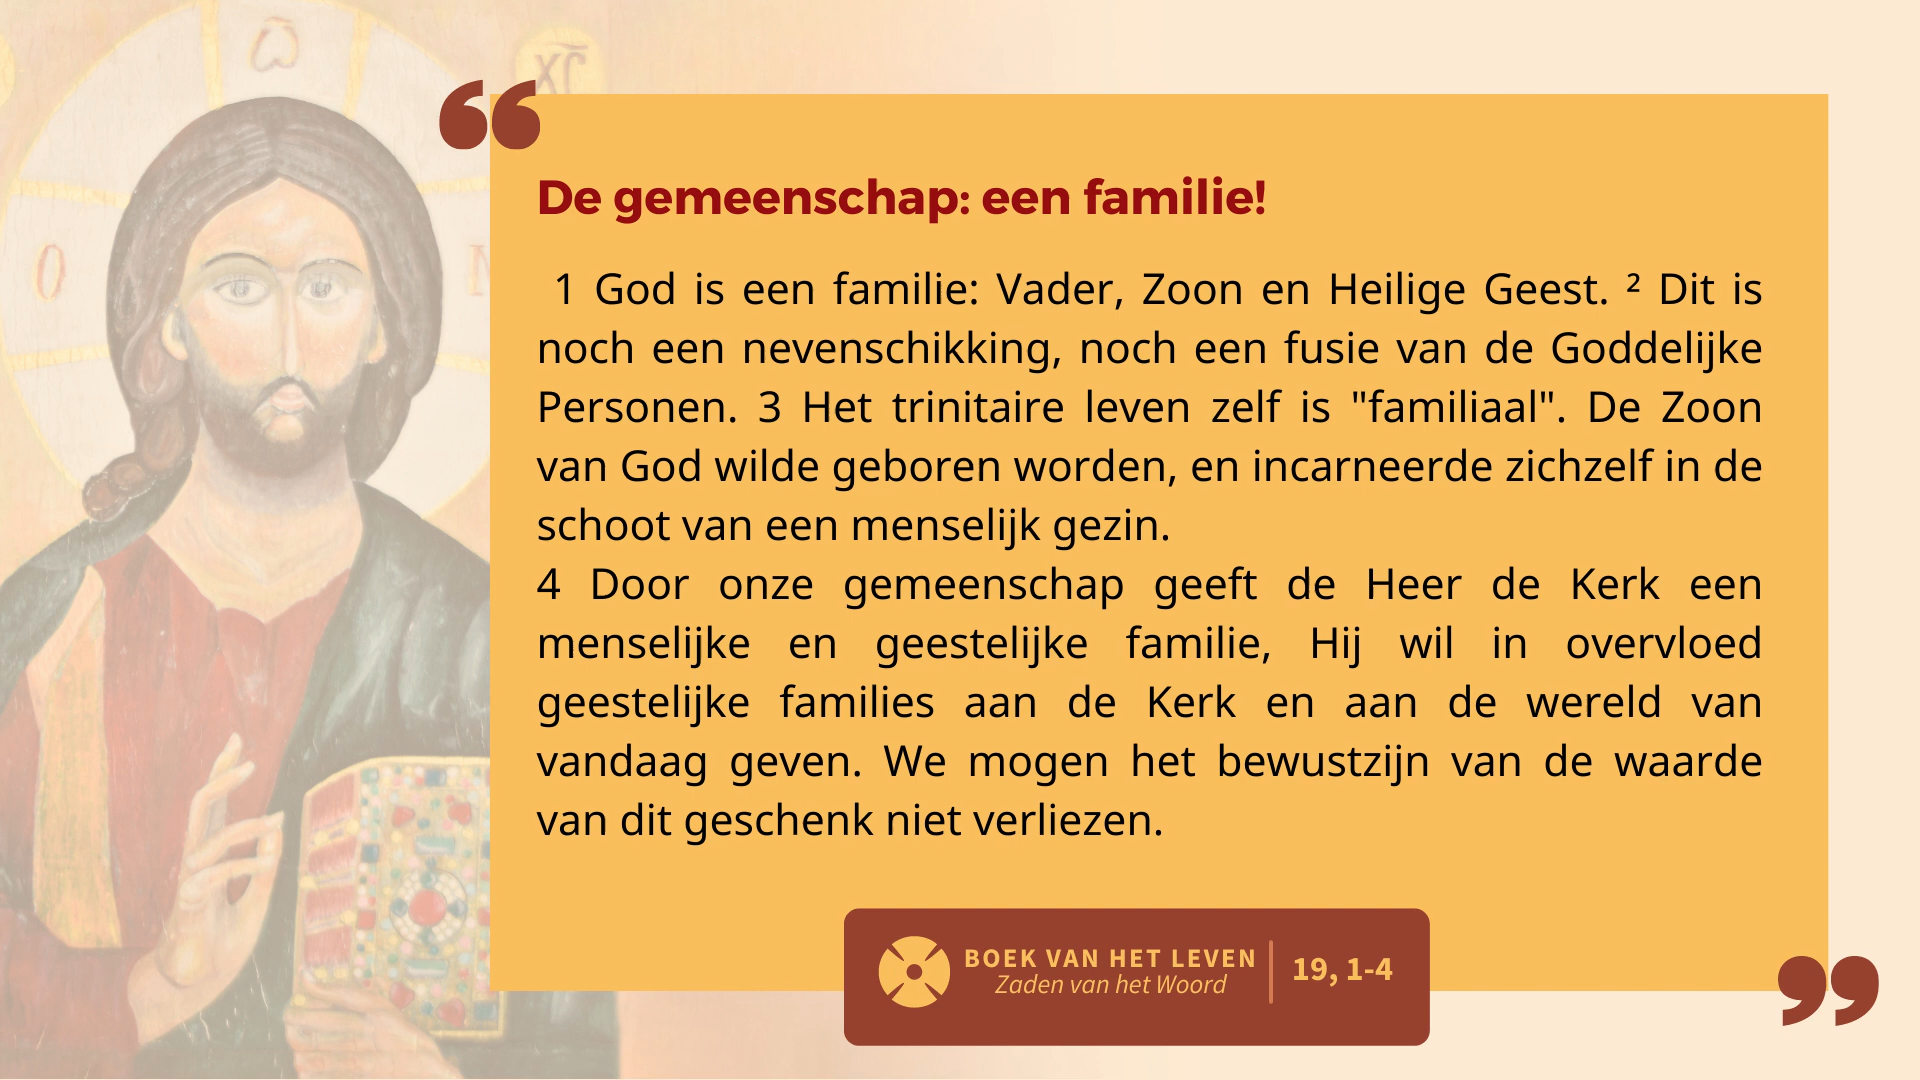 ω
XC
O
N
“
De gemeenschap: een familie!
1 God is een familie: Vader, Zoon en Heilige Geest. ² Dit is
noch een nevenschikking, noch een fusie van de Goddelijke
Personen. 3 Het trinitaire leven zelf is "familiaal". De Zoon
van God wilde geboren worden, en incarneerde zichzelf in de
schoot van een menselijk gezin.
4 Door onze gemeenschap geeft de Heer de Kerk een
menselijke en geestelijke familie, Hij wil in overvloed
geestelijke families aan de Kerk en aan de wereld van
vandaag geven. We mogen het bewustzijn van de waarde
van dit geschenk niet verliezen.
BOEK VAN HET LEVEN
Zaden van het Woord
19, 1-4
”